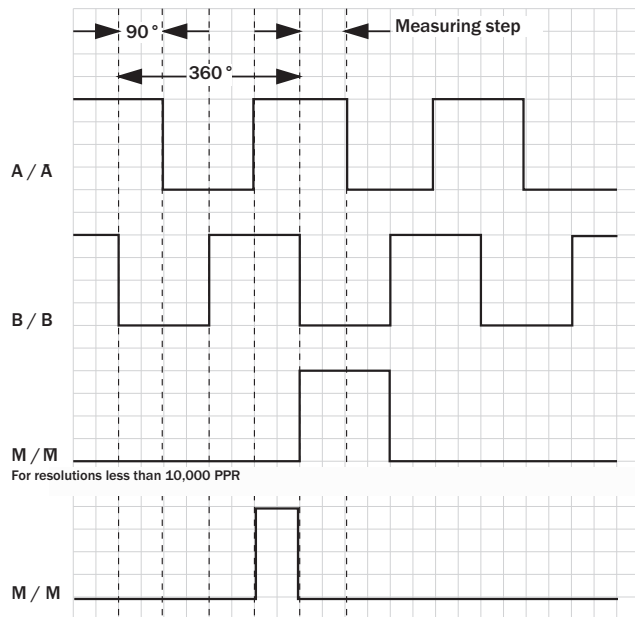 90°
Measuring step
360°
A / Ā
B / B
M / M̄
For resolutions less than 10,000 PPR
M / M